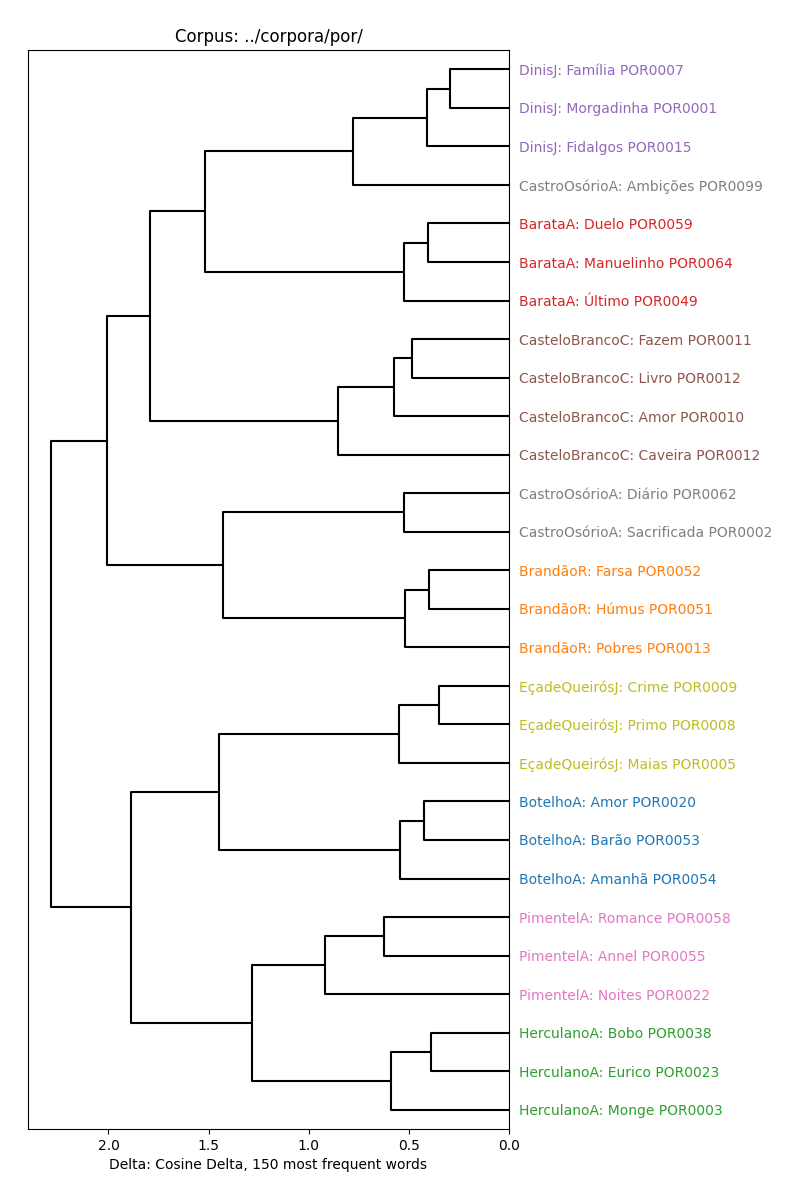 Corpus: ../corpora/por/
DinisJ: Família POR0007
DinisJ: Morgadinha POR0001
DinisJ: Fidalgos POR0015
CastroOsórioA: Ambições POR0099
BarataA: Duelo POR0059
BarataA: Manuelinho POR0064
BarataA: Último POR0049
CasteloBrancoC: Fazem POR0011
CasteloBrancoC: Livro POR0012
CasteloBrancoC: Amor POR0010
CasteloBrancoC: Caveira POR0012
CastroOsórioA: Diário POR0062
CastroOsórioA: Sacrificada POR0002
BrandãoR: Farsa POR0052
BrandãoR: Húmus POR0051
BrandãoR: Pobres POR0013
EçadeQueirósJ: Crime POR0009
EçadeQueirósJ: Primo POR0008
EçadeQueirósJ: Maias POR0005
BotelhoA: Amor POR0020
BotelhoA: Barão POR0053
BotelhoA: Amanhã POR0054
PimentelA: Romance POR0058
PimentelA: Annel POR0055
PimentelA: Noites POR0022
HerculanoA: Bobo POR0038
HerculanoA: Eurico POR0023
HerculanoA: Monge POR0003
2.0 1.5 1.0 0.5 0.0
Delta: Cosine Delta, 150 most frequent words